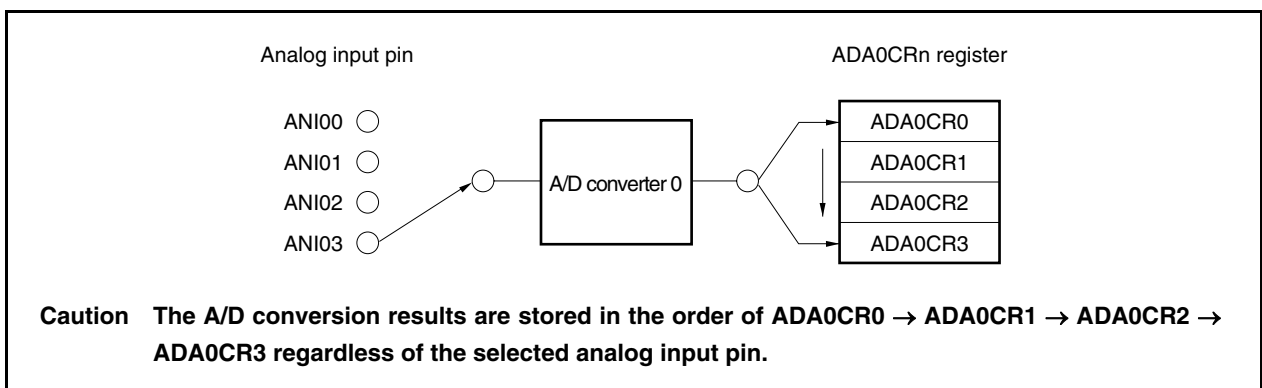 Analog input pin
ADA0CRn register
ANI00
ANI01
ANI02
ANI03
A/D converter 0
ADA0CR0
ADA0CR1
ADA0CR2
ADA0CR3
Caution The A/D conversion results are stored in the order of ADA0CR0 → ADA0CR1 → ADA0CR2 →
ADA0CR3 regardless of the selected analog input pin.